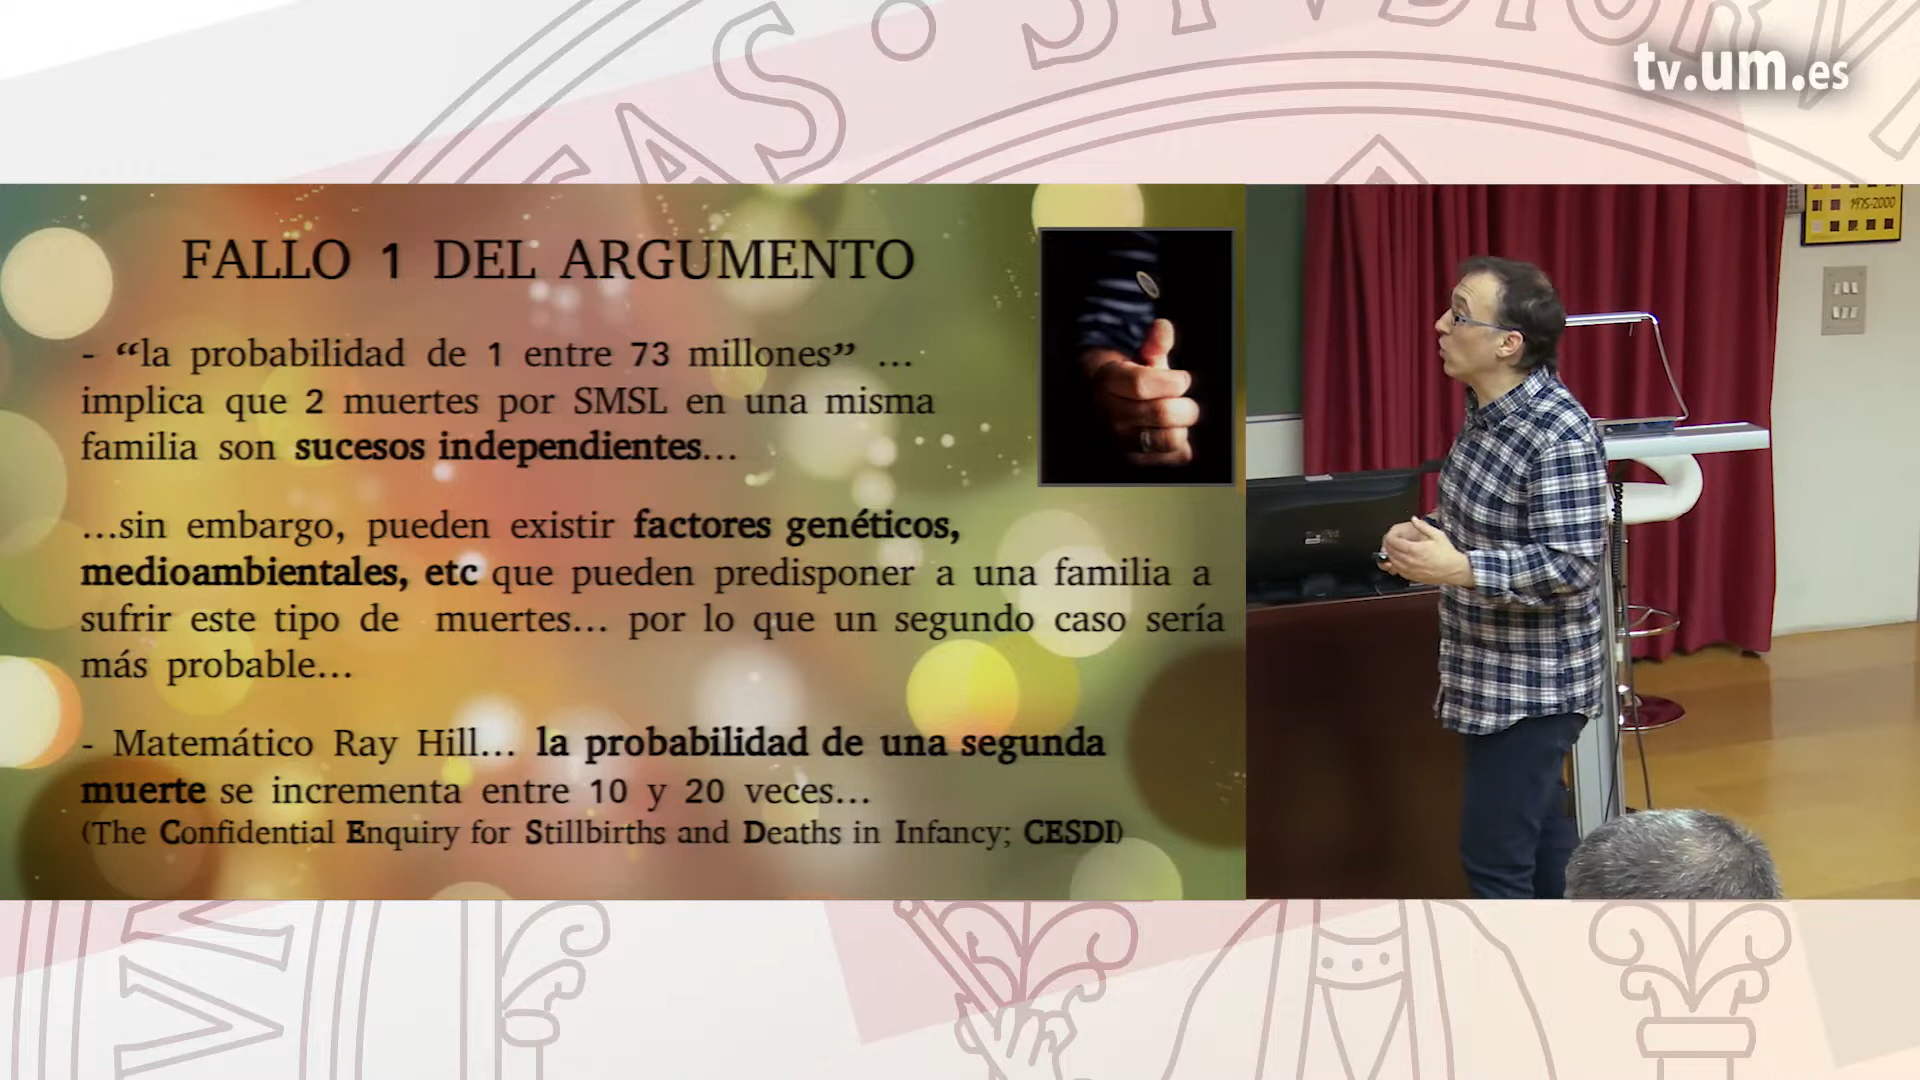 AS · STVDIORV
tv.um.es
1975-2000
FALLO 1 DEL ARGUMENTO
- “la probabilidad de 1 entre 73 millones” ...
implica que 2 muertes por SMSL en una misma
familia son sucesos independientes...
...sin embargo, pueden existir factores genéticos,
medioambientales, etc que pueden predisponer a una familia a
sufrir este tipo de muertes... por lo que un segundo caso sería
más probable...
- Matemático Ray Hill... la probabilidad de una segunda
muerte se incrementa entre 10 y 20 veces...
(The Confidential Enquiry for Stillbirths and Deaths in Infancy; CESDI)